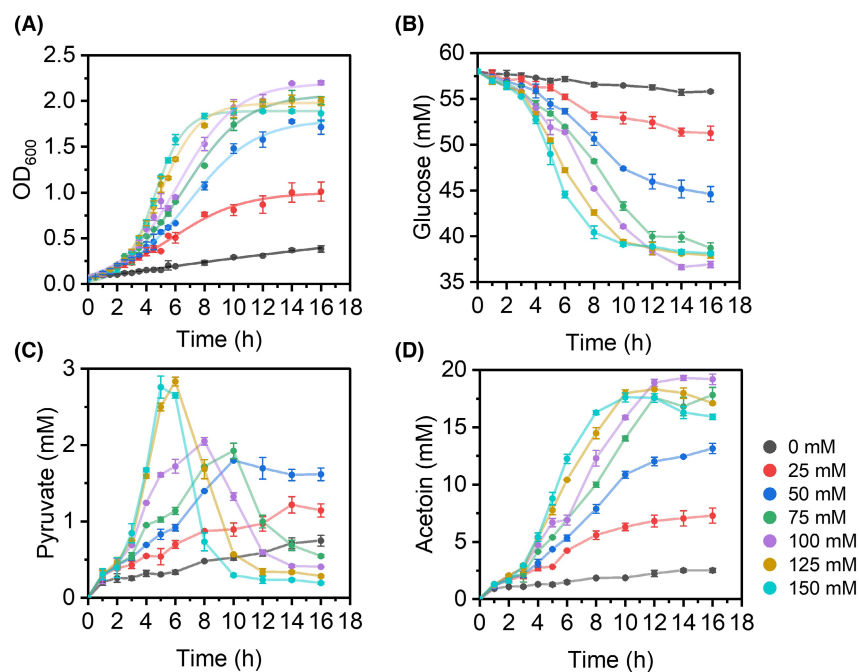 (A)
2.5
2.0
1.5
1.0
0.5
0.0
OD600
0 2 4 6 8 10 12 14 16 18
Time (h)
(B)
60
55
50
45
40
35
Glucose (mM)
0 2 4 6 8 10 12 14 16 18
Time (h)
(C)
3
2
1
0
Pyruvate (mM)
0 2 4 6 8 10 12 14 16 18
Time (h)
(D)
20
15
10
5
0
Acetoin (mM)
0 2 4 6 8 10 12 14 16 18
Time (h)
0 mM
25 mM
50 mM
75 mM
100 mM
125 mM
150 mM